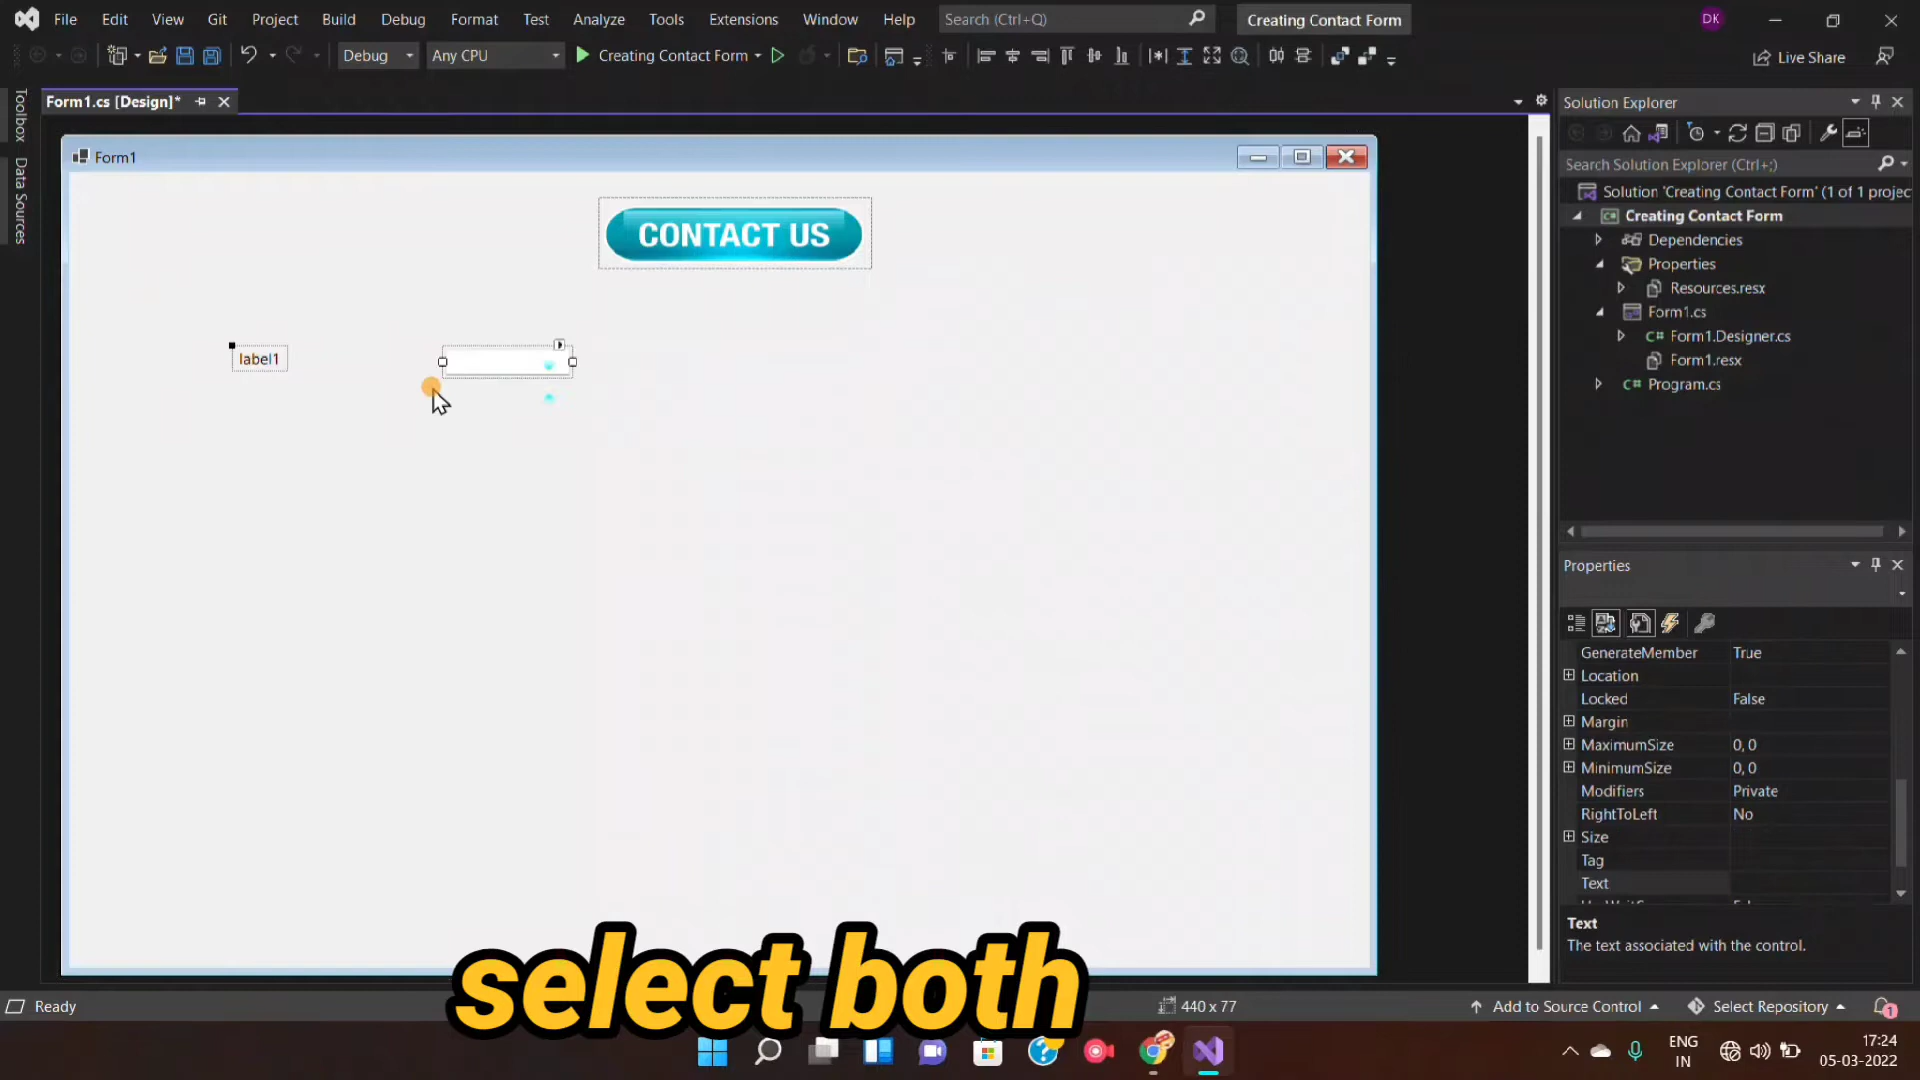 File Edit View Git Project Build Debug Format Test Analyze Tools Extensions Window Help Search (Ctrl+Q) Creating Contact Form DK
Debug Any CPU Creating Contact Form Live Share
Toolbox
Data Sources
Form1.cs [Design]*
Form1
CONTACT US
label1
Solution Explorer
Search Solution Explorer (Ctrl+;)
Solution 'Creating Contact Form' (1 of 1 projec
Creating Contact Form
Dependencies
Properties
Resources.resx
Form1.cs
Form1.Designer.cs
Form1.resx
Program.cs
Properties
GenerateMember True
Location
Locked False
Margin
MaximumSize 0, 0
MinimumSize 0, 0
Modifiers Private
RightToLeft No
Size
Tag
Text
Text
The text associated with the control.
select both
Ready 440 x 77 Add to Source Control Select Repository 1
ENG
IN
17:24
05-03-2022